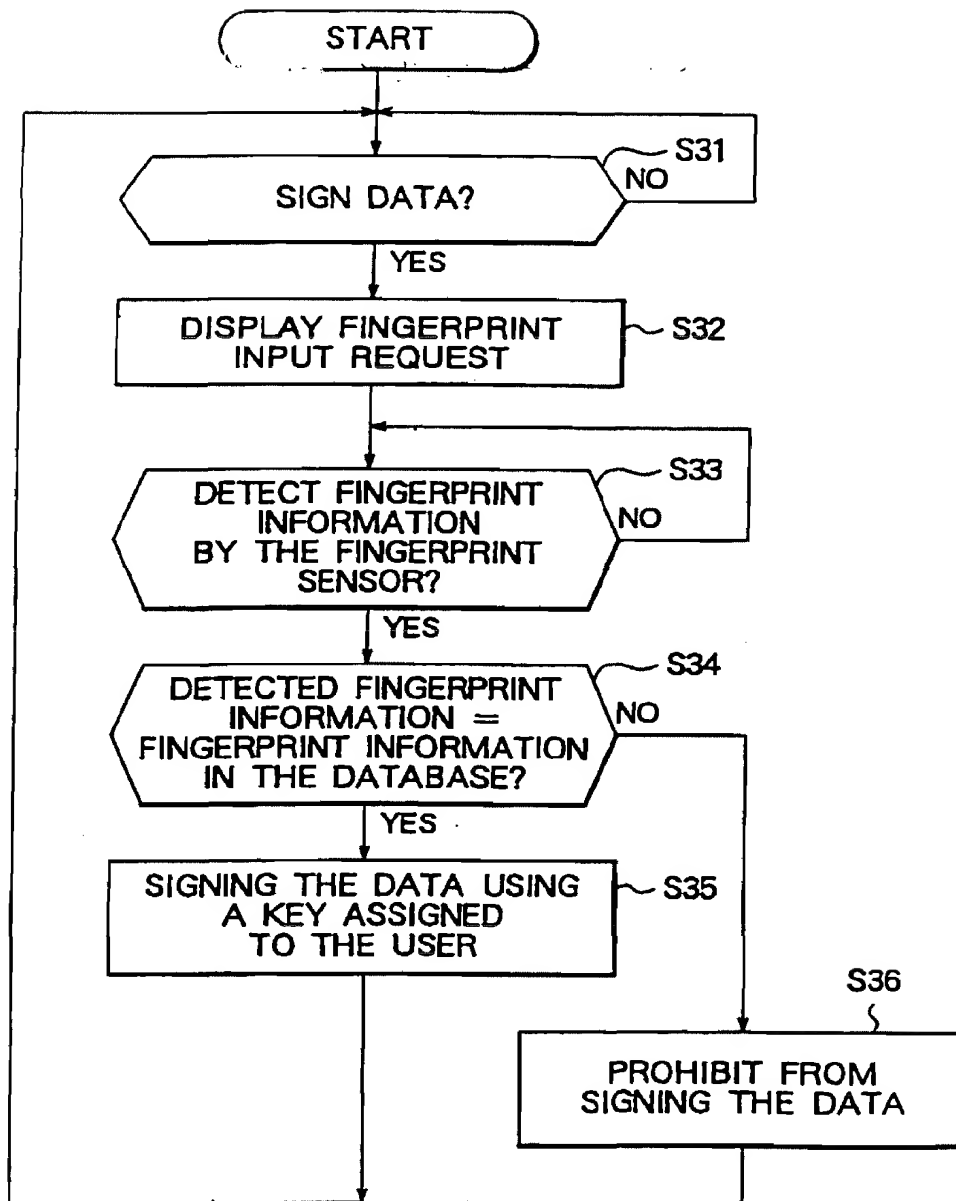 START
S31
SIGN DATA?
NO
YES
DISPLAY FINGERPRINT
INPUT REQUEST
S32
S33
DETECT FINGERPRINT
INFORMATION
BY THE FINGERPRINT
SENSOR?
NO
YES
S34
DETECTED FINGERPRINT
INFORMATION =
FINGERPRINT INFORMATION
IN THE DATABASE?
NO
YES
SIGNING THE DATA USING
A KEY ASSIGNED
TO THE USER
S35
S36
PROHIBIT FROM
SIGNING THE DATA